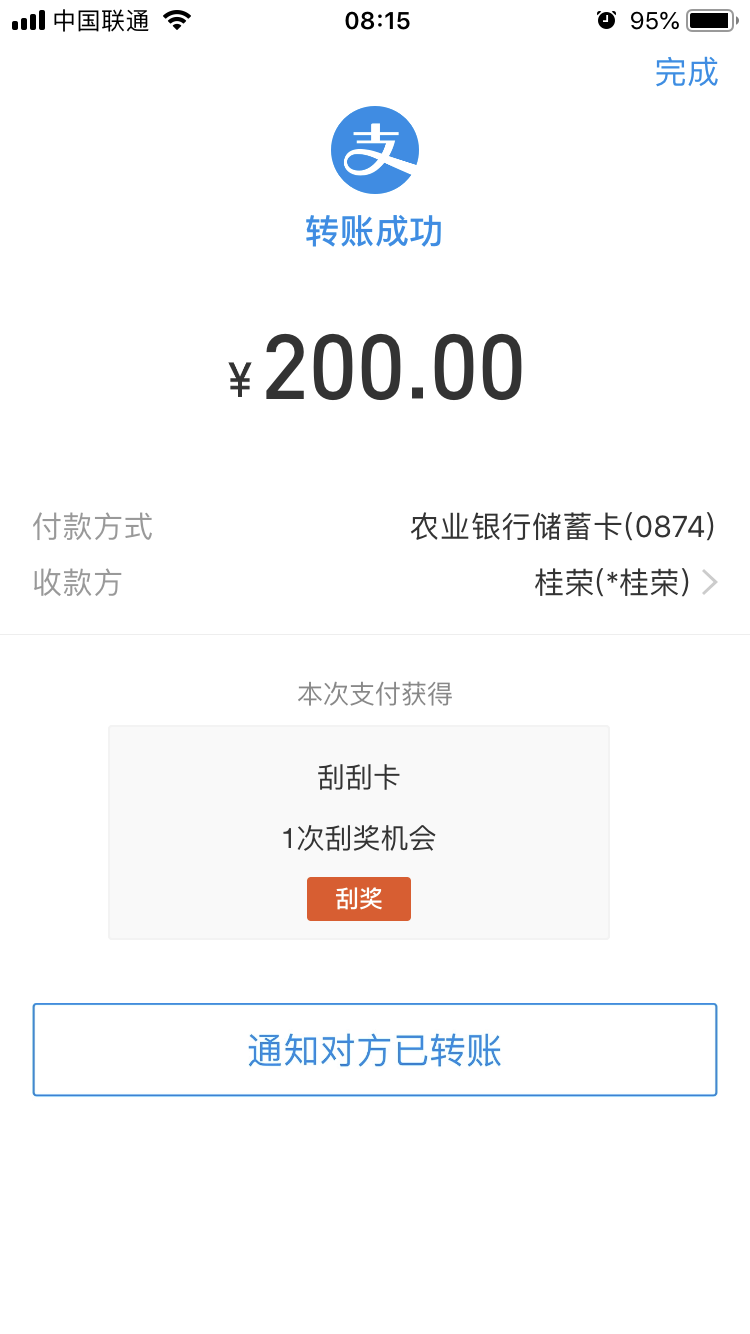 中国联通 08:15 95%
完成
支
转账成功
¥200.00
付款方式 农业银行储蓄卡(0874)
收款方 桂荣(*桂荣)
本次支付获得
刮刮卡
1次刮奖机会
刮奖
通知对方已转账